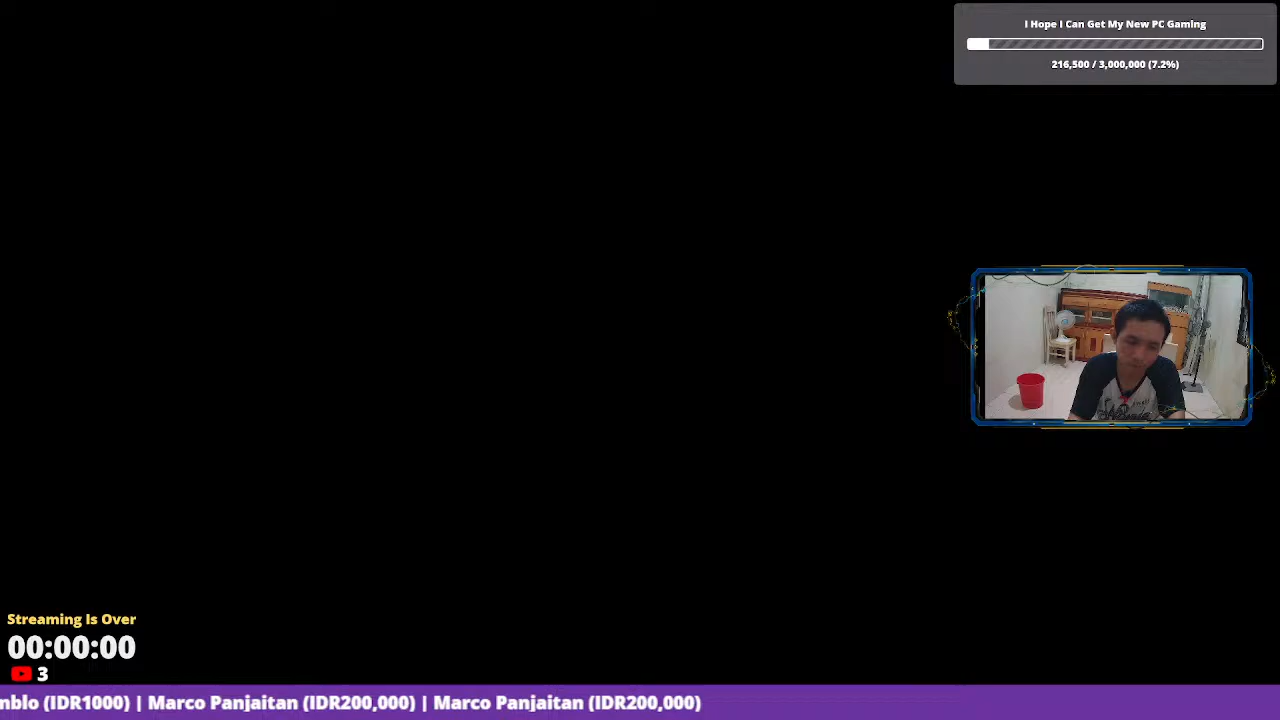 I Hope I Can Get My New PC Gaming
216,500 / 3,000,000 (7.2%)
Streaming Is Over
00:00:00
3
mblo (IDR1000) | Marco Panjaitan (IDR200,000) | Marco Panjaitan (IDR200,000)